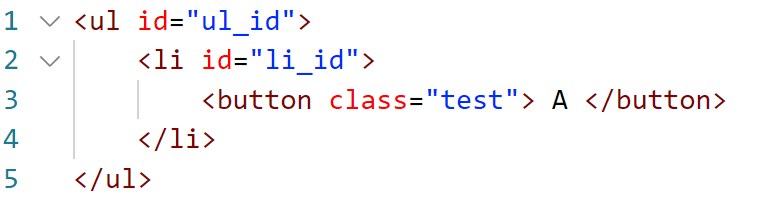 1 <ul id="ul_id">
2 <li id="li_id">
3 <button class="test"> A </button>
4 </li>
5 </ul>